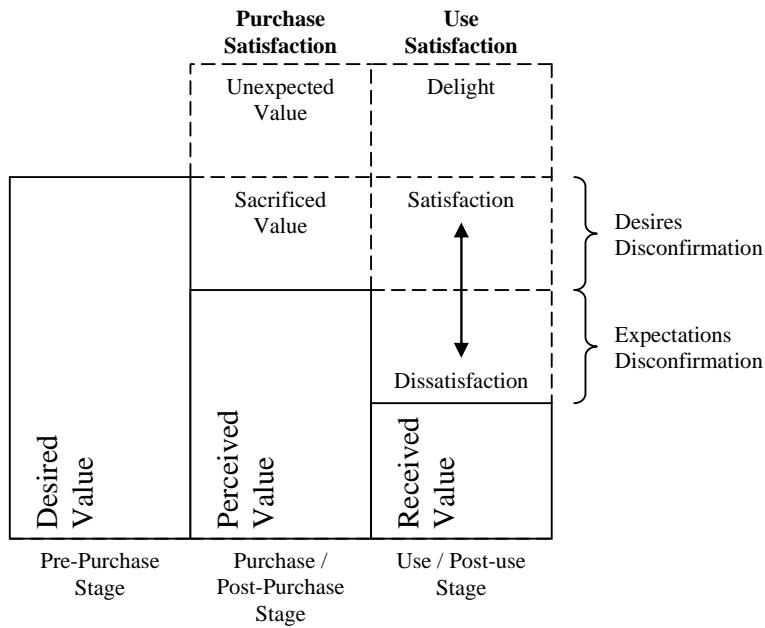 Purchase
Satisfaction
Use
Satisfaction
Unexpected
Value
Delight
Sacrificed
Value
Satisfaction
Desires
Disconfirmation
Expectations
Disconfirmation
Dissatisfaction
Desired
Value
Perceived
Value
Received
Value
Pre-Purchase
Stage
Purchase /
Post-Purchase
Stage
Use / Post-use
Stage